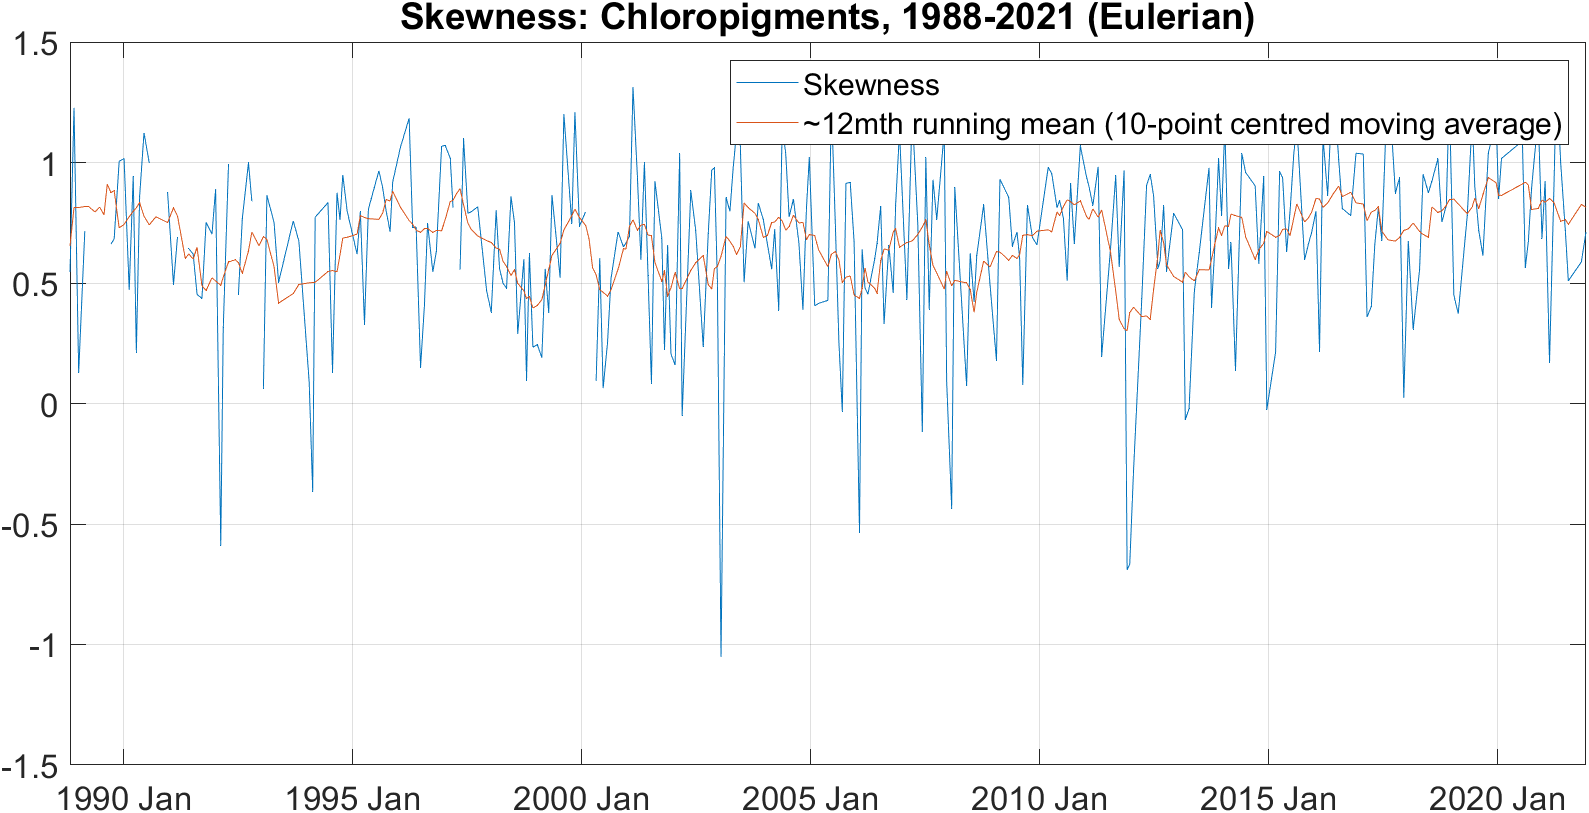 Skewness: Chloropigments, 1988-2021 (Eulerian)
1.5
1
0.5
0
-0.5
-1
-1.5
Skewness
~12mth running mean (10-point centred moving average)
1990 Jan 1995 Jan 2000 Jan 2005 Jan 2010 Jan 2015 Jan 2020 Jan